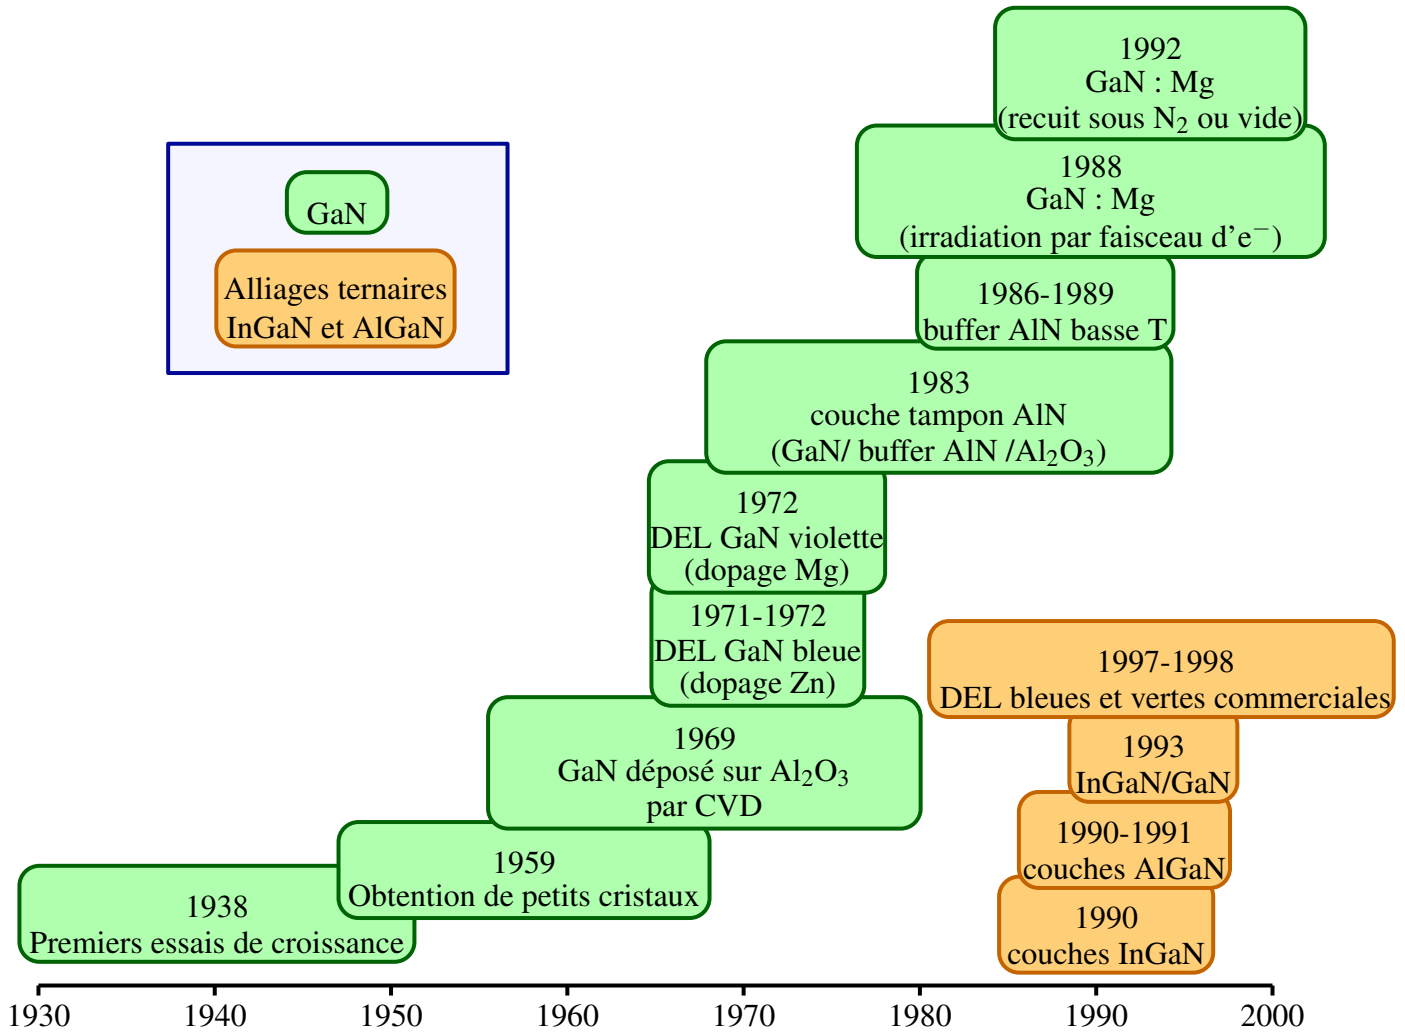 1992
GaN : Mg
(recuit sous N₂ ou vide)
1988
GaN : Mg
(irradiation par faisceau d'e⁻)
GaN
Alliages ternaires
InGaN et AlGaN
1986-1989
buffer AlN basse T
1983
couche tampon AlN
(GaN/ buffer AlN /Al₂O₃)
1972
DEL GaN violette
(dopage Mg)
1971-1972
DEL GaN bleue
(dopage Zn)
1997-1998
DEL bleues et vertes commerciales
1969
GaN déposé sur Al₂O₃
par CVD
1993
InGaN/GaN
1990-1991
couches AlGaN
1959
Obtention de petits cristaux
1938
Premiers essais de croissance
1990
couches InGaN
1930 1940 1950 1960 1970 1980 1990 2000